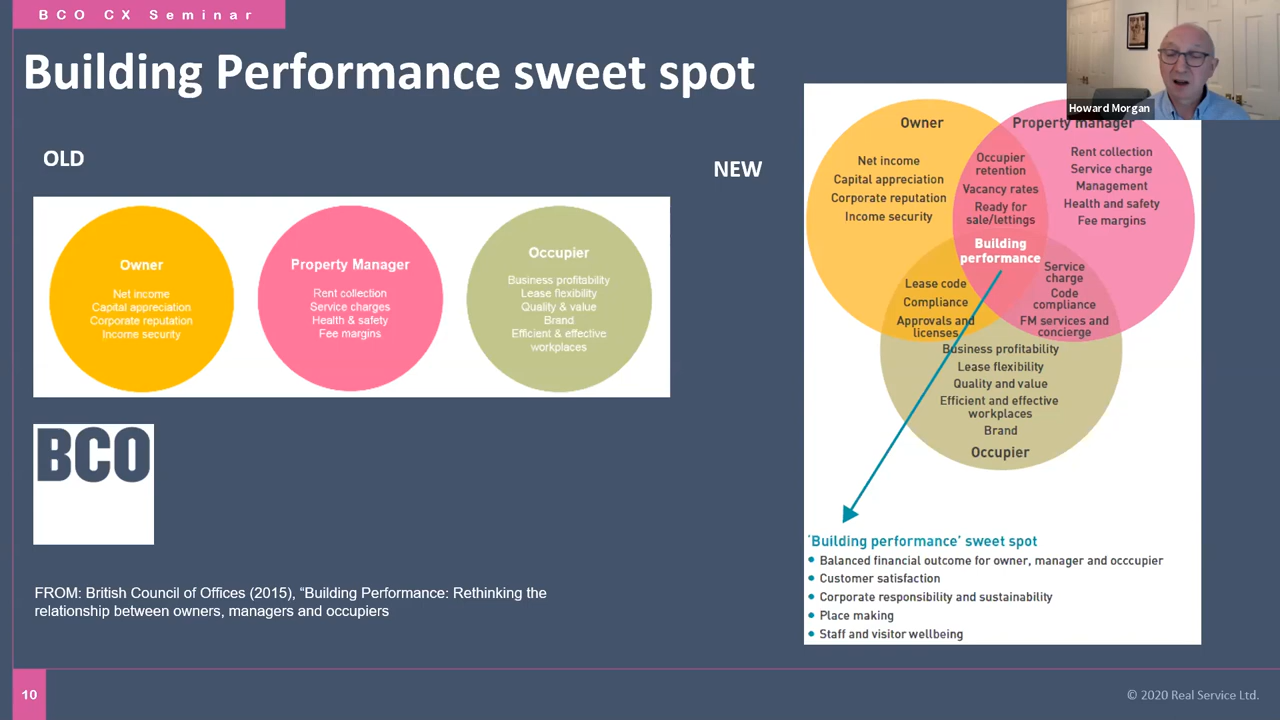 BCO CX Seminar
Building Performance sweet spot
Howard Morgan
OLD
NEW
Owner
Net income
Capital appreciation
Corporate reputation
Income security
Property Manager
Rent collection
Service charges
Health & safety
Fee margins
Occupier
Business profitability
Lease flexibility
Quality & value
Brand
Efficient & effective
workplaces
BCO
FROM: British Council of Offices (2015), “Building Performance: Rethinking the
relationship between owners, managers and occupiers
Owner
Net income
Capital appreciation
Corporate reputation
Income security
Occupier
retention
Vacancy rates
Ready for
sale/lettings
Property manager
Rent collection
Service charge
Management
Health and safety
Fee margins
Building
performance
Lease code
Compliance
Approvals and
licenses
Service
charge
Code
compliance
FM services and
concierge
Business profitability
Lease flexibility
Quality and value
Efficient and effective
workplaces
Brand
Occupier
‘Building performance’ sweet spot
• Balanced financial outcome for owner, manager and occcupier
• Customer satisfaction
• Corporate responsibility and sustainability
• Place making
• Staff and visitor wellbeing
10
© 2020 Real Service Ltd.